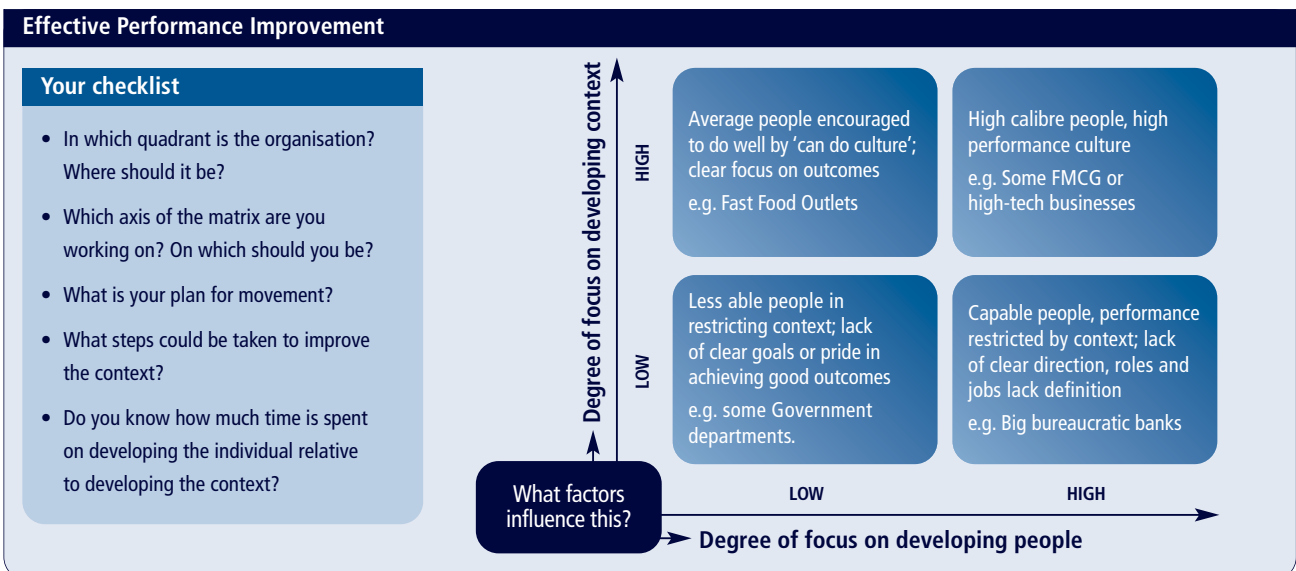 Effective Performance Improvement
Your checklist
• In which quadrant is the organisation?
Where should it be?
• Which axis of the matrix are you
working on? On which should you be?
• What is your plan for movement?
• What steps could be taken to improve
the context?
• Do you know how much time is spent
on developing the individual relative
to developing the context?
Degree of focus on developing context
HIGH
LOW
Average people encouraged
to do well by ‘can do culture’;
clear focus on outcomes
e.g. Fast Food Outlets
High calibre people, high
performance culture
e.g. Some FMCG or
high-tech businesses
Less able people in
restricting context; lack
of clear goals or pride in
achieving good outcomes
e.g. some Government
departments.
Capable people, performance
restricted by context; lack
of clear direction, roles and
jobs lack definition
e.g. Big bureaucratic banks
What factors
influence this?
LOW
HIGH
Degree of focus on developing people